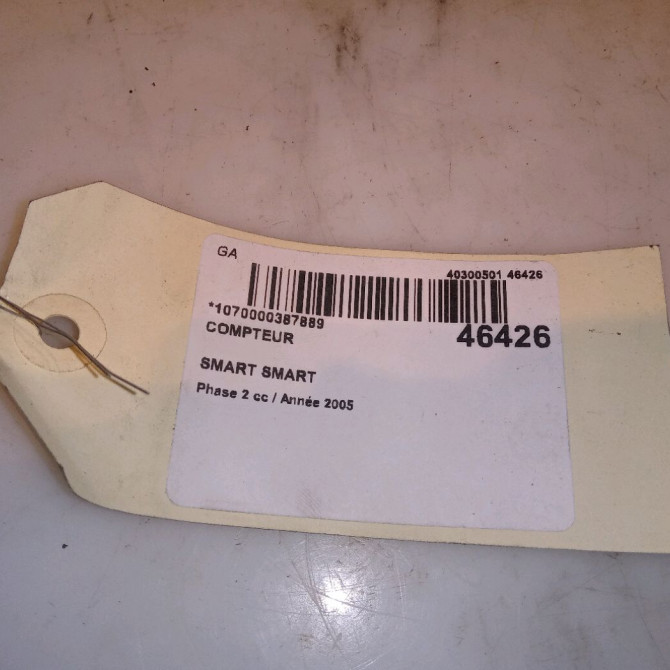 GA
40300501 46426
*1070000387889
46426
COMPTEUR
SMART SMART
Phase 2 cc / Année 2005